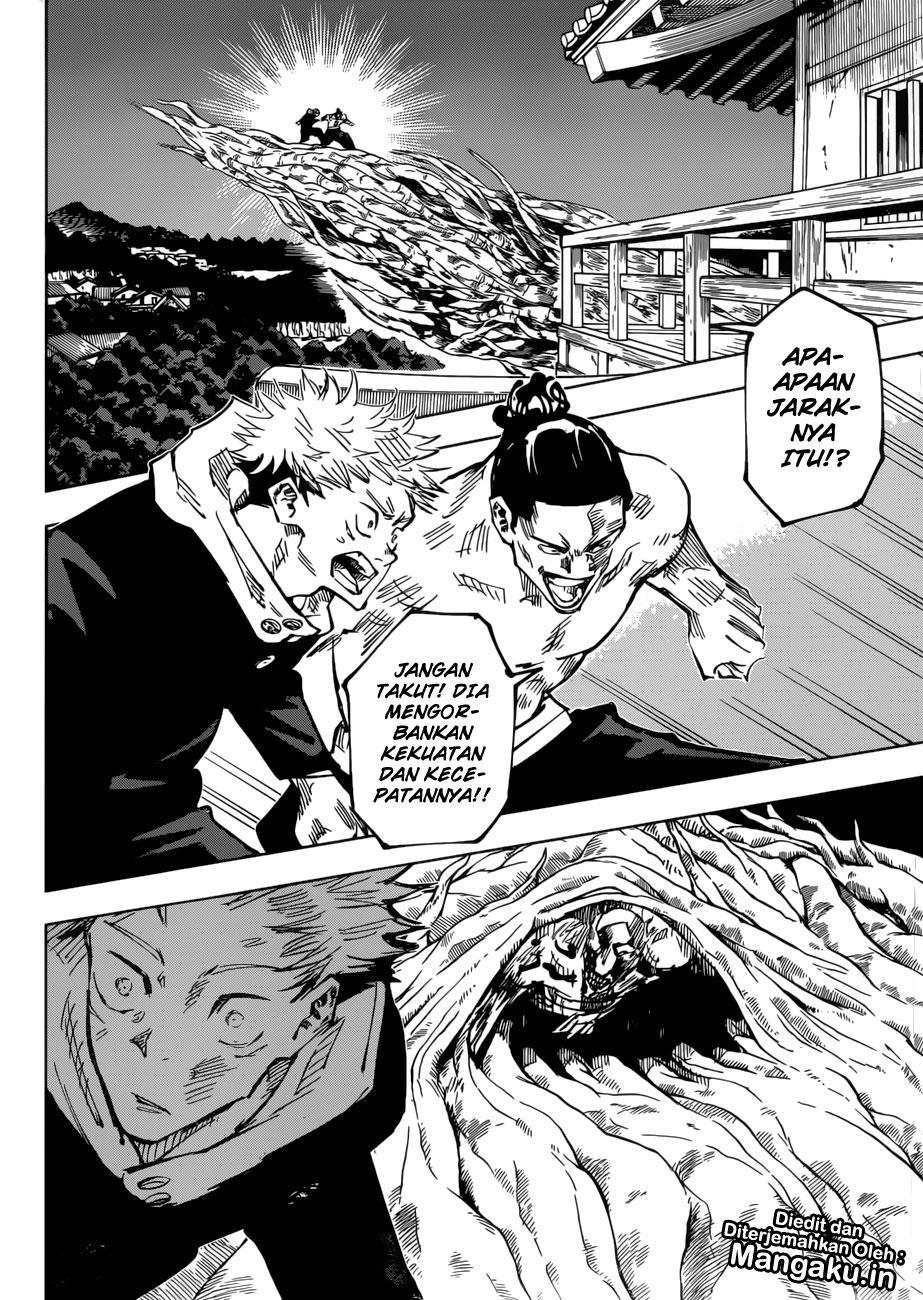 APA-
APAAN
JARAK-
NYA
ITU!?
JANGAN
TAKUT! DIA
MENGOR-
BANKAN
KEKUATAN
DAN KECE-
PATANNYA!!
Diedit dan
Diterjemahkan Oleh :
Mangaku.in